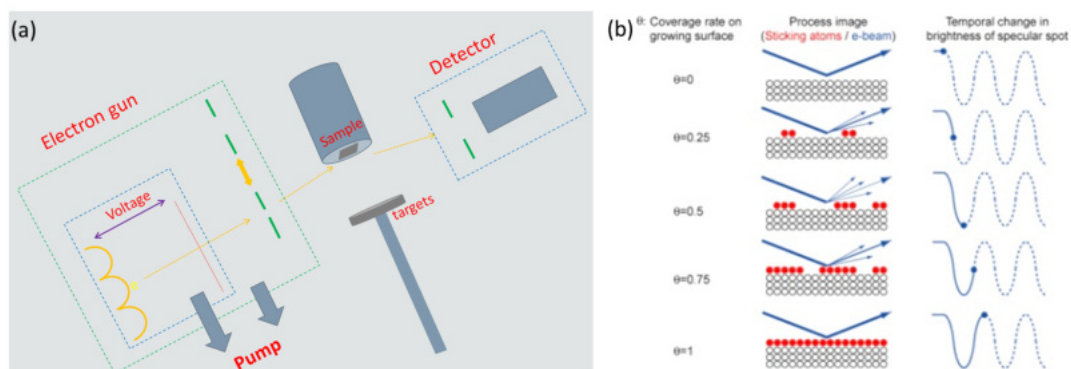 (a)
Electron gun
Voltage
Pump
Sample
targets
Detector
(b)
θ: Coverage rate on
growing surface
Process image
(Sticking atoms / e-beam)
Temporal change in
brightness of specular spot
θ=0
θ=0.25
θ=0.5
θ=0.75
θ=1